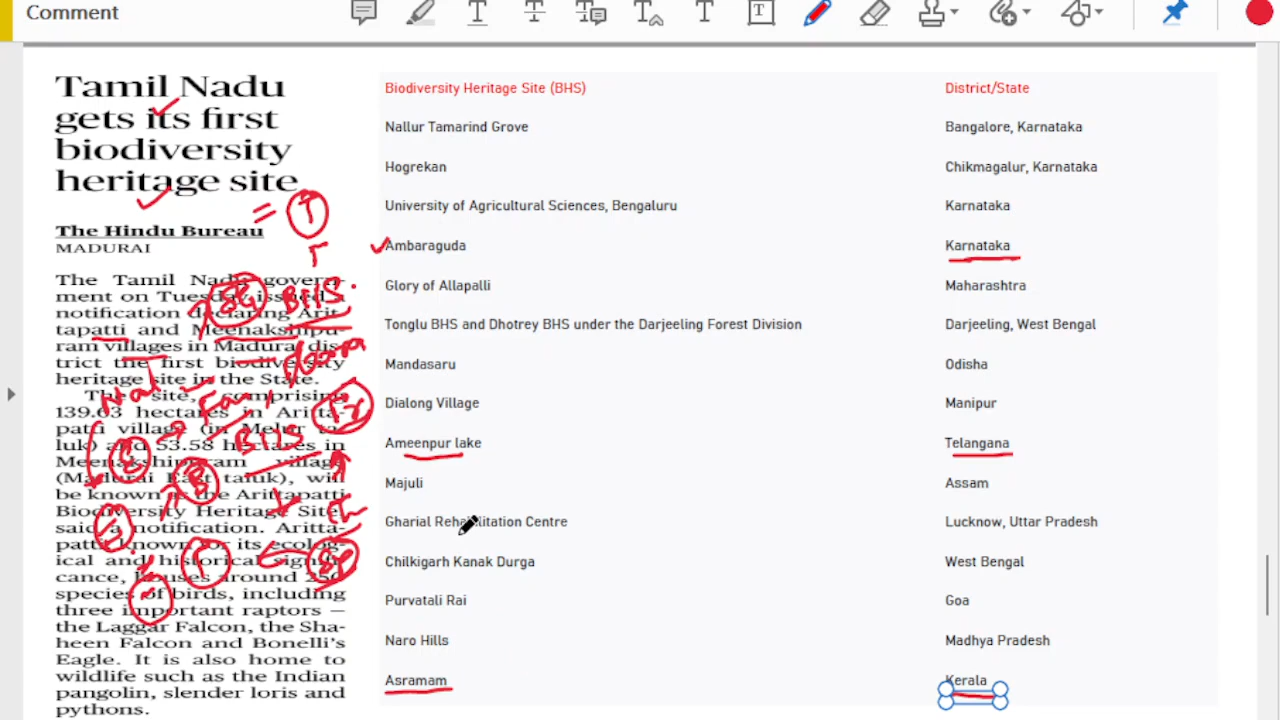 Comment
Tamil Nadu
gets its first
biodiversity
heritage site
The Hindu Bureau
MADURAI
The Tamil Nadu govern-
ment on Tuesday issued a
notification declaring Arit-
tapatti and Meenakshipu-
ram villages in Madurai dis-
trict the first biodiversity
heritage site in the State.
The site, comprising
139.63 hectares in Aritta-
patti village (in Melur ta-
luk) and 53.58 hectares in
Meenakshipuram village
(Madurai East taluk), will
be known as the Arittapatti
Biodiversity Heritage Site,
said a notification. Aritta-
patti known for its ecolog-
ical and historical signifi-
cance, houses around 250
species of birds, including
three important raptors –
the Laggar Falcon, the Sha-
heen Falcon and Bonelli's
Eagle. It is also home to
wildlife such as the Indian
pangolin, slender loris and
pythons.
BHS
BHS
Biodiversity Heritage Site (BHS) District/State
Nallur Tamarind Grove Bangalore, Karnataka
Hogrekan Chikmagalur, Karnataka
University of Agricultural Sciences, Bengaluru Karnataka
Ambaraguda Karnataka
Glory of Allapalli Maharashtra
Tonglu BHS and Dhotrey BHS under the Darjeeling Forest Division Darjeeling, West Bengal
Mandasaru Odisha
Dialong Village Manipur
Ameenpur lake Telangana
Majuli Assam
Gharial Rehabilitation Centre Lucknow, Uttar Pradesh
Chilkigarh Kanak Durga West Bengal
Purvatali Rai Goa
Naro Hills Madhya Pradesh
Asramam Kerala